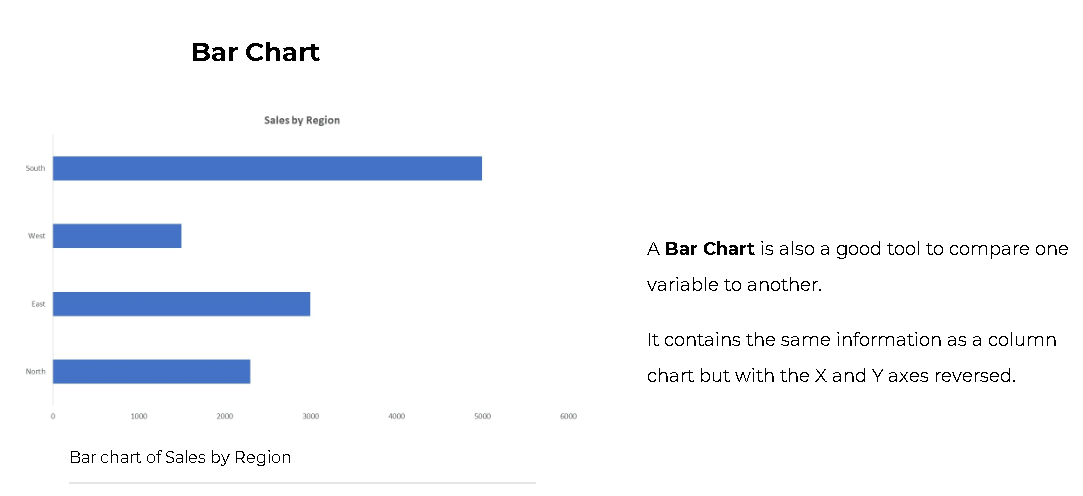 Bar Chart
Sales by Region
South
West
East
North
0 1000 2000 3000 4000 5000 6000
Bar chart of Sales by Region
A Bar Chart is also a good tool to compare one
variable to another.
It contains the same information as a column
chart but with the X and Y axes reversed.